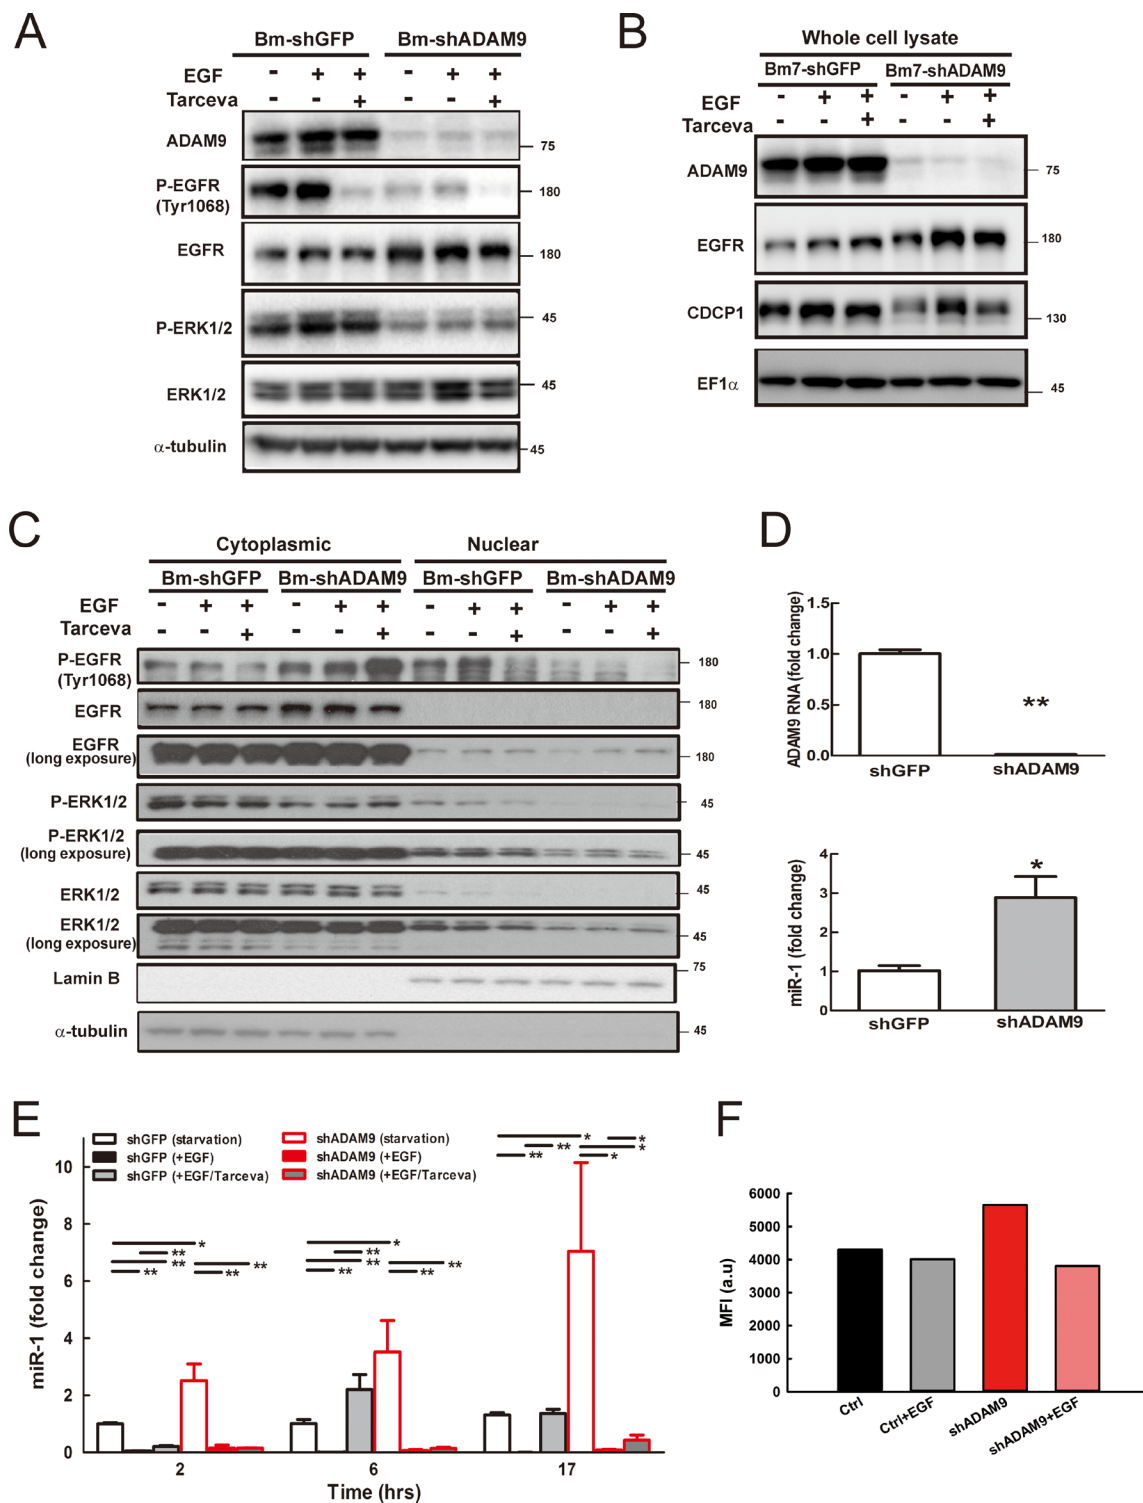 A
Bm-shGFP Bm-shADAM9
EGF - + + - + +
Tarceva - - + - - +
ADAM9 75
P-EGFR
(Tyr1068) 180
EGFR 180
P-ERK1/2 45
ERK1/2 45
α-tubulin 45
B
Whole cell lysate
Bm7-shGFP Bm7-shADAM9
EGF - + + - + +
Tarceva - - + - - +
ADAM9 75
EGFR 180
CDCP1 130
EF1α 45
C
Cytoplasmic Nuclear
Bm-shGFP Bm-shADAM9 Bm-shGFP Bm-shADAM9
EGF - + + - + + - + + - + +
Tarceva - - + - - + - - + - - +
P-EGFR
(Tyr1068) 180
EGFR 180
EGFR
(long exposure) 180
P-ERK1/2 45
P-ERK1/2
(long exposure) 45
ERK1/2 45
ERK1/2
(long exposure) 45
Lamin B 75
α-tubulin 45
D
ADAM9 RNA (fold change)
1.5
1.0
0.5
0.0
**
shGFP shADAM9
miR-1 (fold change)
4
3
2
1
0
*
shGFP shADAM9
E
shGFP (starvation) shADAM9 (starvation)
shGFP (+EGF) shADAM9 (+EGF)
shGFP (+EGF/Tarceva) shADAM9 (+EGF/Tarceva)
miR-1 (fold change)
10
8
6
4
2
0
*
**
**
**
**
**
*
**
**
**
**
**
*
*
**
*
**
*
2 6 17
Time (hrs)
F
MFI (a.u)
6000
5000
4000
3000
2000
1000
0
Ctrl Ctrl+EGF shADAM9 shADAM9+EGF